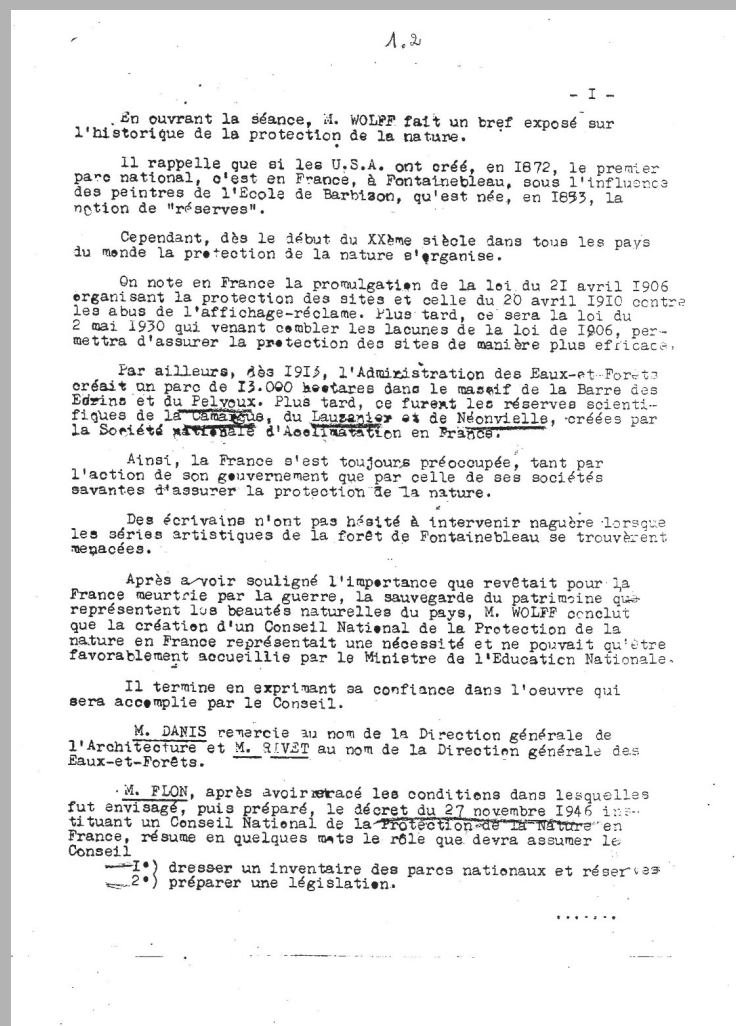 1.2
- I -
En ouvrant la séance, M. WOLFF fait un bref exposé sur
l'historique de la protection de la nature.
Il rappelle que si les U.S.A. ont créé, en I872, le premier
parc national, c'est en France, à Fontainebleau, sous l'influence
des peintres de l'Ecole de Barbizon, qu'est née, en I853, la
notion de "réserves".
Cependant, dès le début du XXème siècle dans tous les pays
du monde la protection de la nature s'organise.
On note en France la promulgation de la loi du 2I avril I906
organisant la protection des sites et celle du 20 avril I9I0 contre
les abus de l'affichage-réclame. Plus tard, ce sera la loi du
2 mai I930 qui venant combler les lacunes de la loi de I906, per-
mettra d'assurer la protection des sites de manière plus efficace.
Par ailleurs, dès I9I3, l'Administration des Eaux-et-Forêts
créait un parc de I3.000 hectares dans le massif de la Barre des
Ecrins et du Pelvoux. Plus tard, ce furent les réserves scienti-
fiques de la Camargue, du Lauzanier et de Néonvielle, créées par
la Société nationale d'Acclimatation en France.
Ainsi, la France s'est toujours préoccupée, tant par
l'action de son gouvernement que par celle de ses sociétés
savantes d'assurer la protection de la nature.
Des écrivains n'ont pas hésité à intervenir naguère lorsque
les séries artistiques de la forêt de Fontainebleau se trouvèrent
menacées.
Après avoir souligné l'importance que revêtait pour la
France meurtrie par la guerre, la sauvegarde du patrimoine que
représentent les beautés naturelles du pays, M. WOLFF conclut
que la création d'un Conseil National de la Protection de la
nature en France représentait une nécessité et ne pouvait qu'être
favorablement accueillie par le Ministre de l'Education Nationale.
Il termine en exprimant sa confiance dans l'oeuvre qui
sera accomplie par le Conseil.
M. DANIS remercie au nom de la Direction générale de
l'Architecture et M. RIVET au nom de la Direction générale des
Eaux-et-Forêts.
M. FLON, après avoir retracé les conditions dans lesquelles
fut envisagé, puis préparé, le décret du 27 novembre I946 ins-
tituant un Conseil National de la Protection de la Nature en
France, résume en quelques mots le rôle que devra assumer le
Conseil
I°) dresser un inventaire des parcs nationaux et réserves
2°) préparer une législation.
.......